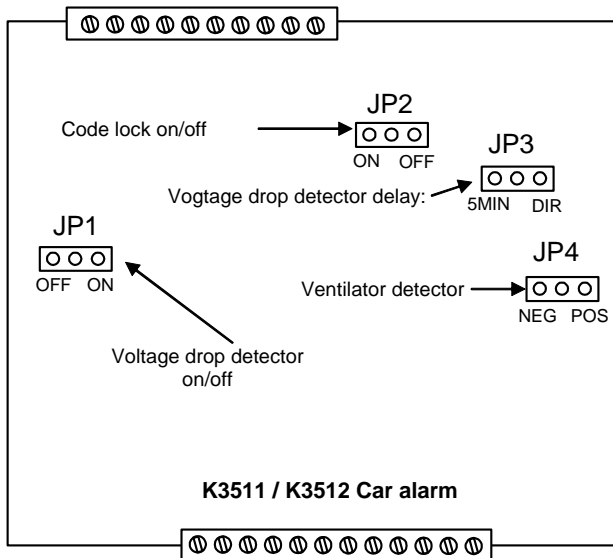 JP2
Code lock on/off
ON OFF
JP3
Vogtage drop detector delay:
5MIN DIR
JP1
OFF ON
JP4
Ventilator detector
NEG POS
Voltage drop detector
on/off
K3511 / K3512 Car alarm